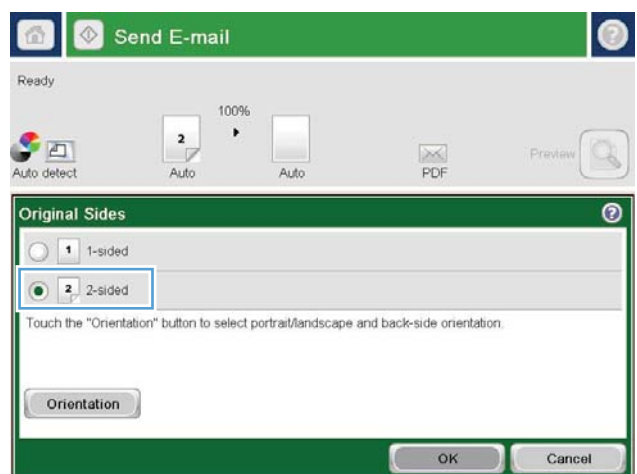 Send E-mail
Ready
100%
2
Auto detect
Auto
Auto
PDF
Preview
Original Sides
1 1-sided
2 2-sided
Touch the "Orientation" button to select portrait/landscape and back-side orientation.
Orientation
OK
Cancel